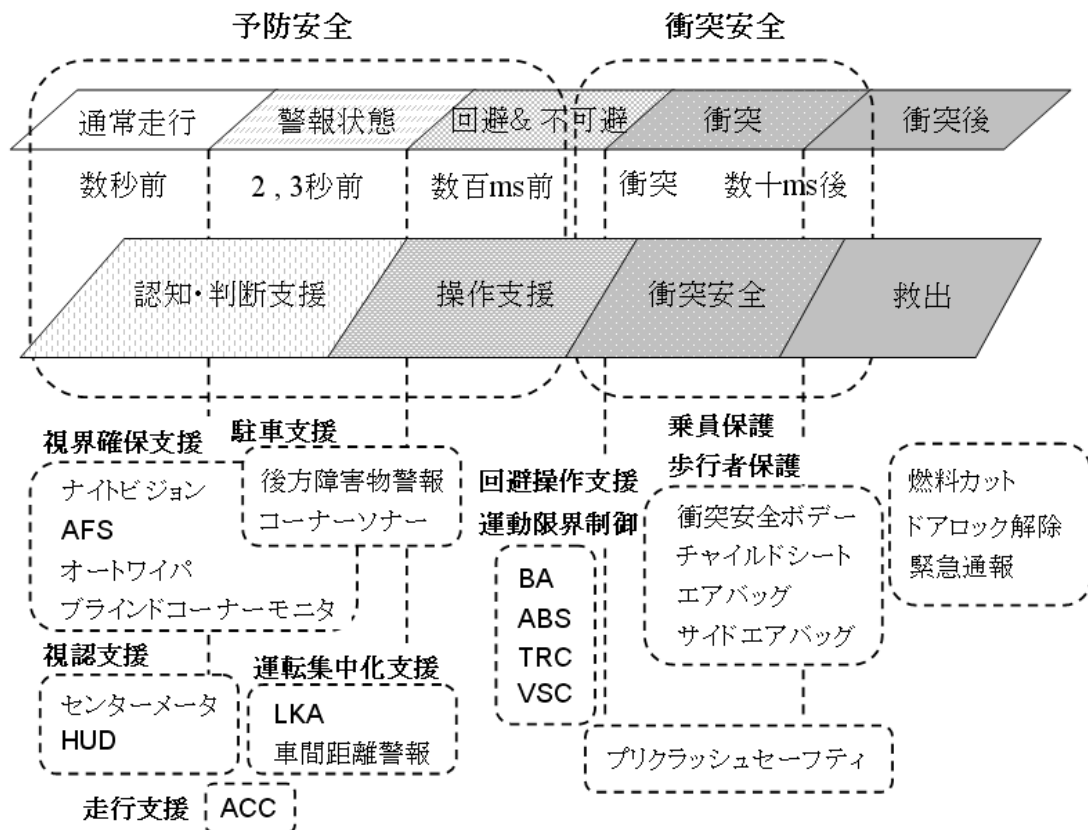 予防安全
衝突安全
通常走行
警報状態
回避& 不可避
衝突
衝突後
数秒前
2 , 3秒前
数百ms前
衝突
数十ms後
認知・判断支援
操作支援
衝突安全
救出
視界確保支援
ナイトビジョン
AFS
オートワイパ
ブラインドコーナーモニタ
駐車支援
後方障害物警報
コーナーソナー
視認支援
センターメータ
HUD
運転集中化支援
LKA
車間距離警報
走行支援
ACC
回避操作支援
運動限界制御
BA
ABS
TRC
VSC
乗員保護
歩行者保護
衝突安全ボデー
チャイルドシート
エアバッグ
サイドエアバッグ
プリクラッシュセーフティ
燃料カット
ドアロック解除
緊急通報